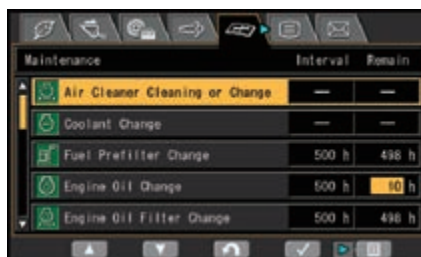 Maintenance Interval Remain
Air Cleaner Cleaning or Change — —
Coolant Change — —
Fuel Prefilter Change 500 h 498 h
Engine Oil Change 500 h 10 h
Engine Oil Filter Change 500 h 498 h